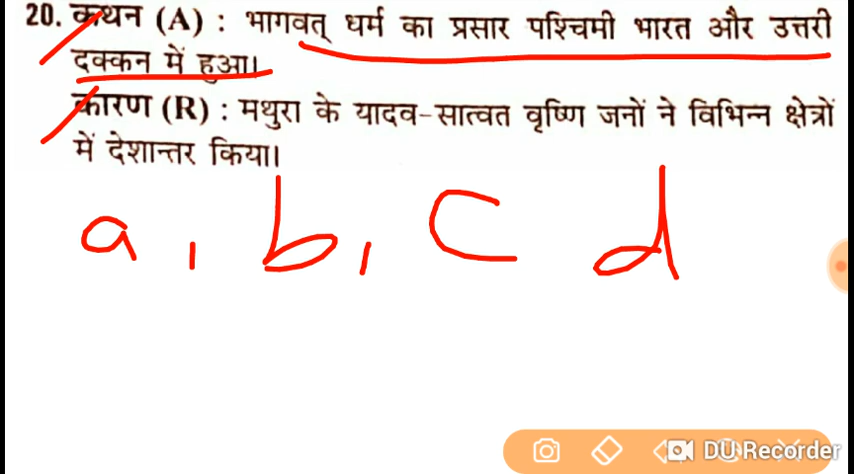 20. कथन (A) : भागवत् धर्म का प्रसार पश्चिमी भारत और उत्तरी
दक्कन में हुआ।
कारण (R) : मथुरा के यादव-सात्वत वृष्णि जनों ने विभिन्न क्षेत्रों
में देशान्तर किया।
a , b , c d
DU Recorder